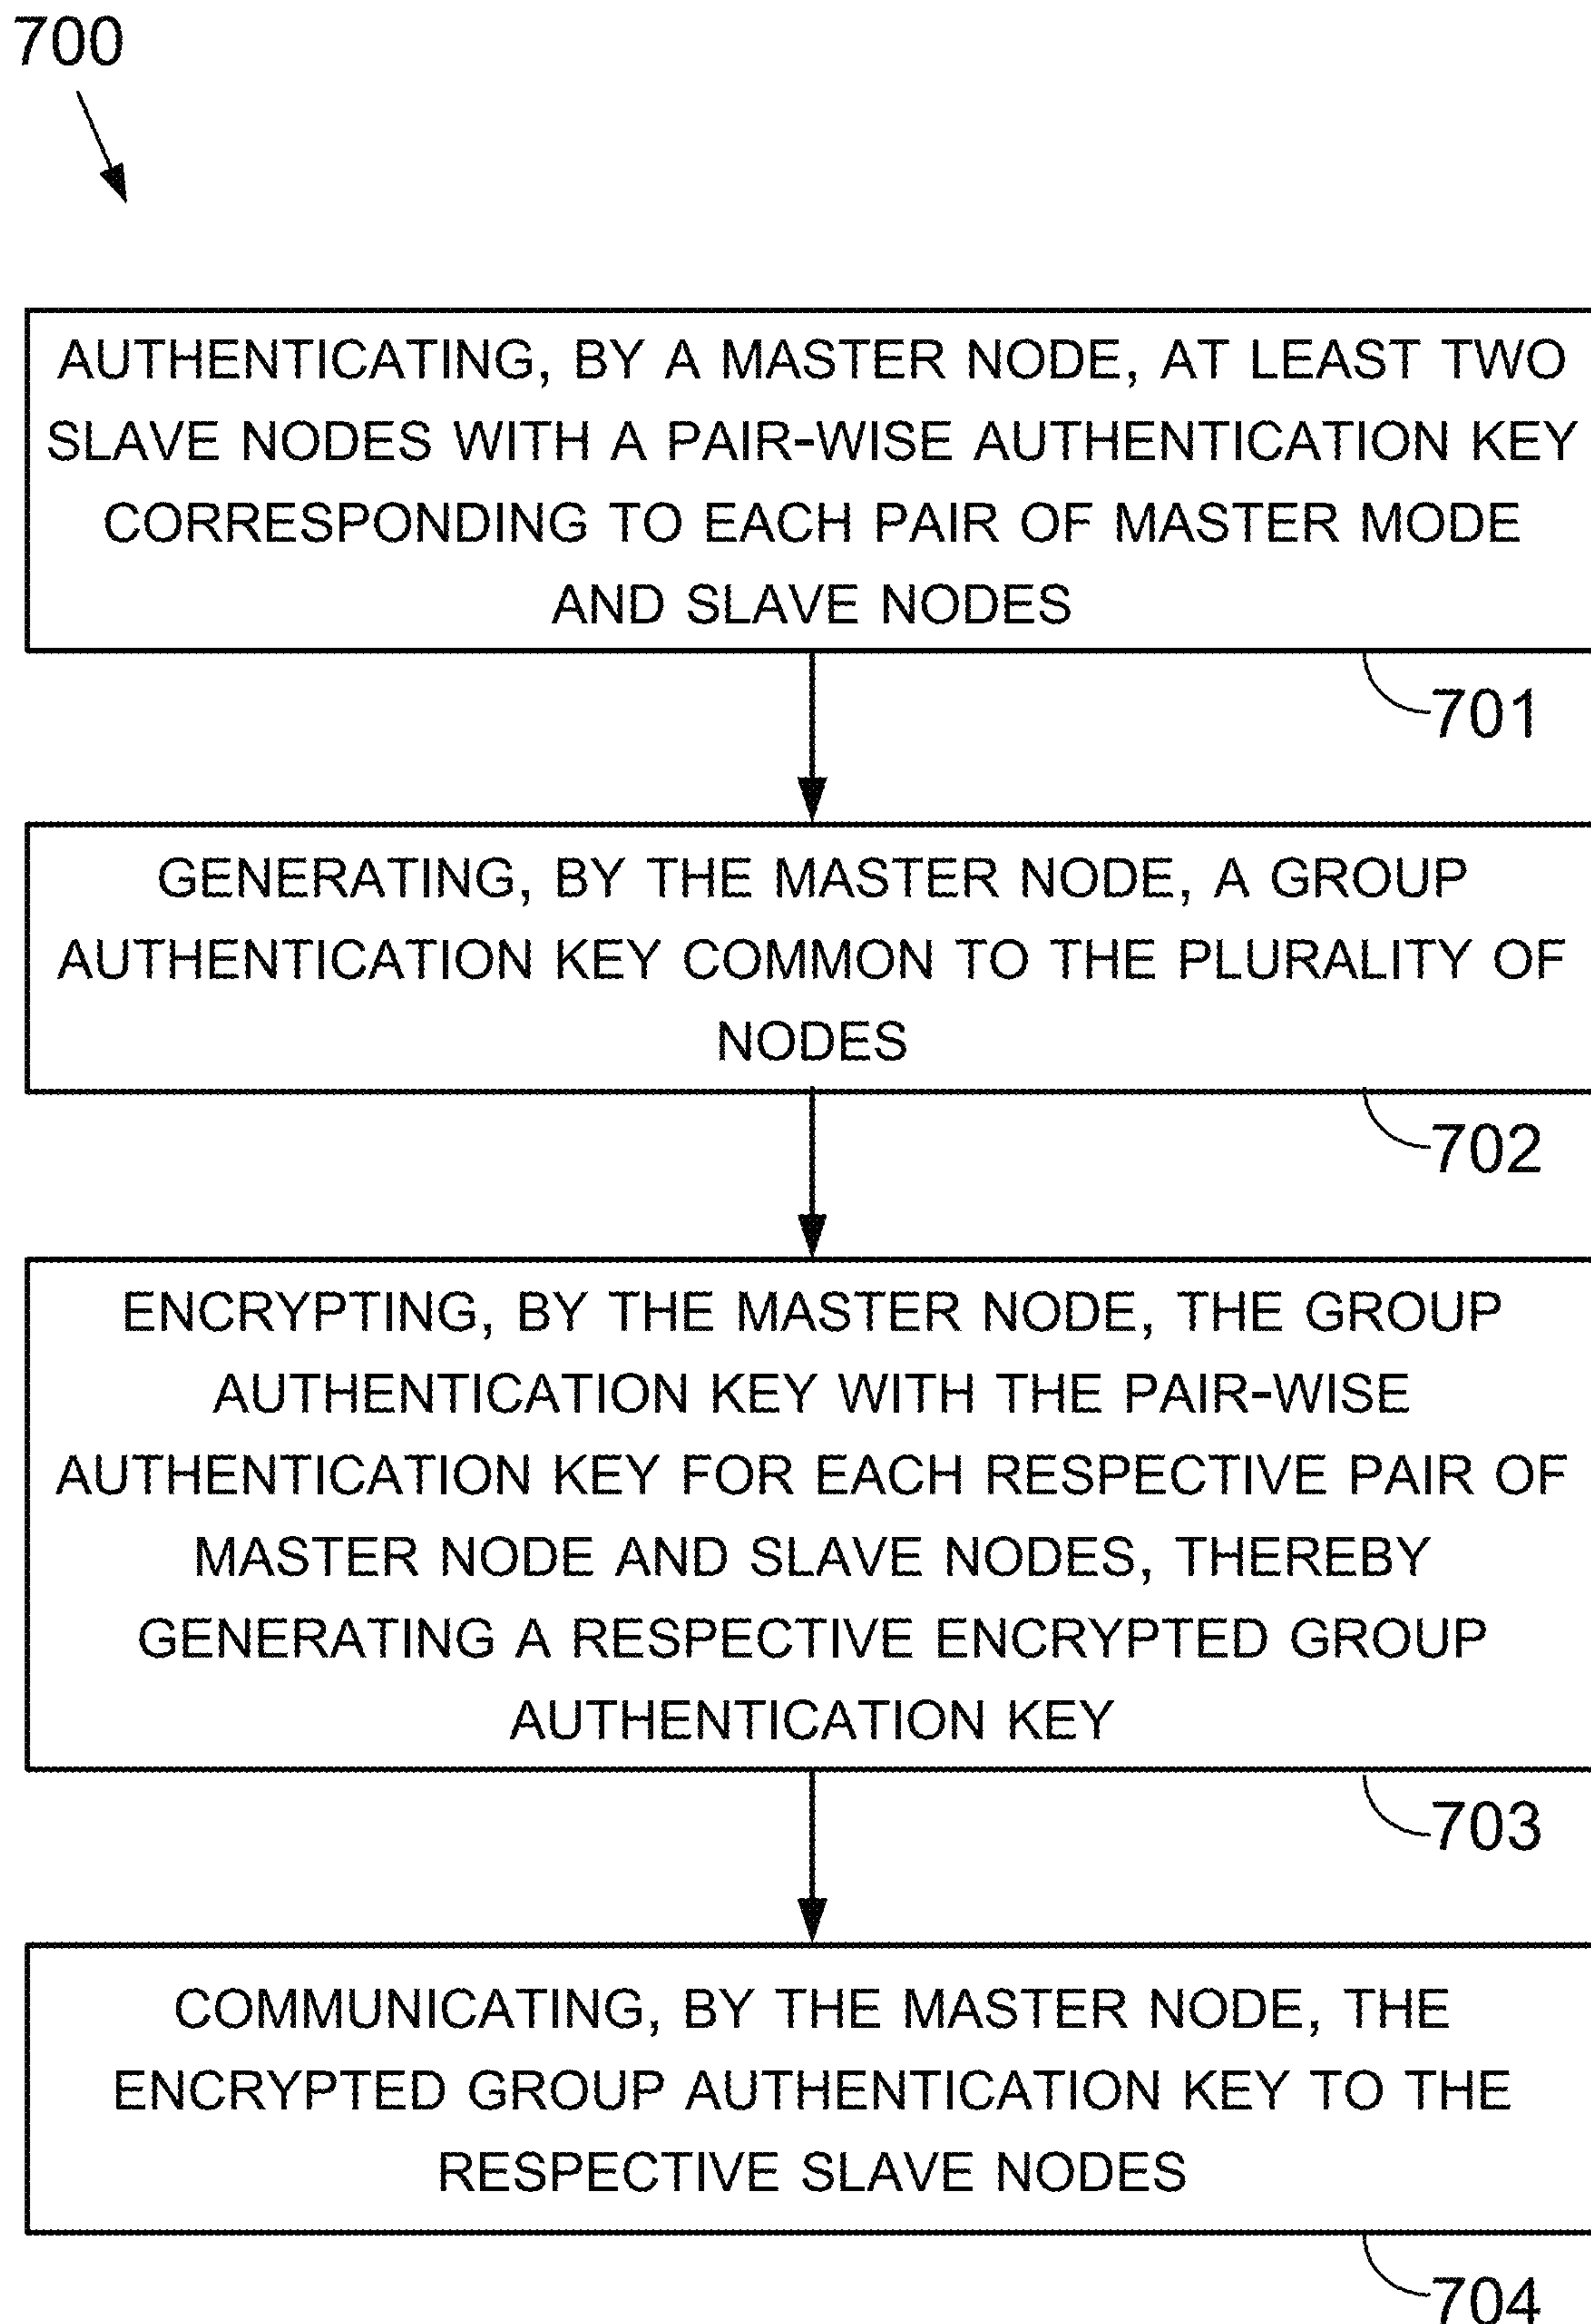 700
AUTHENTICATING, BY A MASTER NODE, AT LEAST TWO
SLAVE NODES WITH A PAIR-WISE AUTHENTICATION KEY
CORRESPONDING TO EACH PAIR OF MASTER MODE
AND SLAVE NODES
701
GENERATING, BY THE MASTER NODE, A GROUP
AUTHENTICATION KEY COMMON TO THE PLURALITY OF
NODES
702
ENCRYPTING, BY THE MASTER NODE, THE GROUP
AUTHENTICATION KEY WITH THE PAIR-WISE
AUTHENTICATION KEY FOR EACH RESPECTIVE PAIR OF
MASTER NODE AND SLAVE NODES, THEREBY
GENERATING A RESPECTIVE ENCRYPTED GROUP
AUTHENTICATION KEY
703
COMMUNICATING, BY THE MASTER NODE, THE
ENCRYPTED GROUP AUTHENTICATION KEY TO THE
RESPECTIVE SLAVE NODES
704